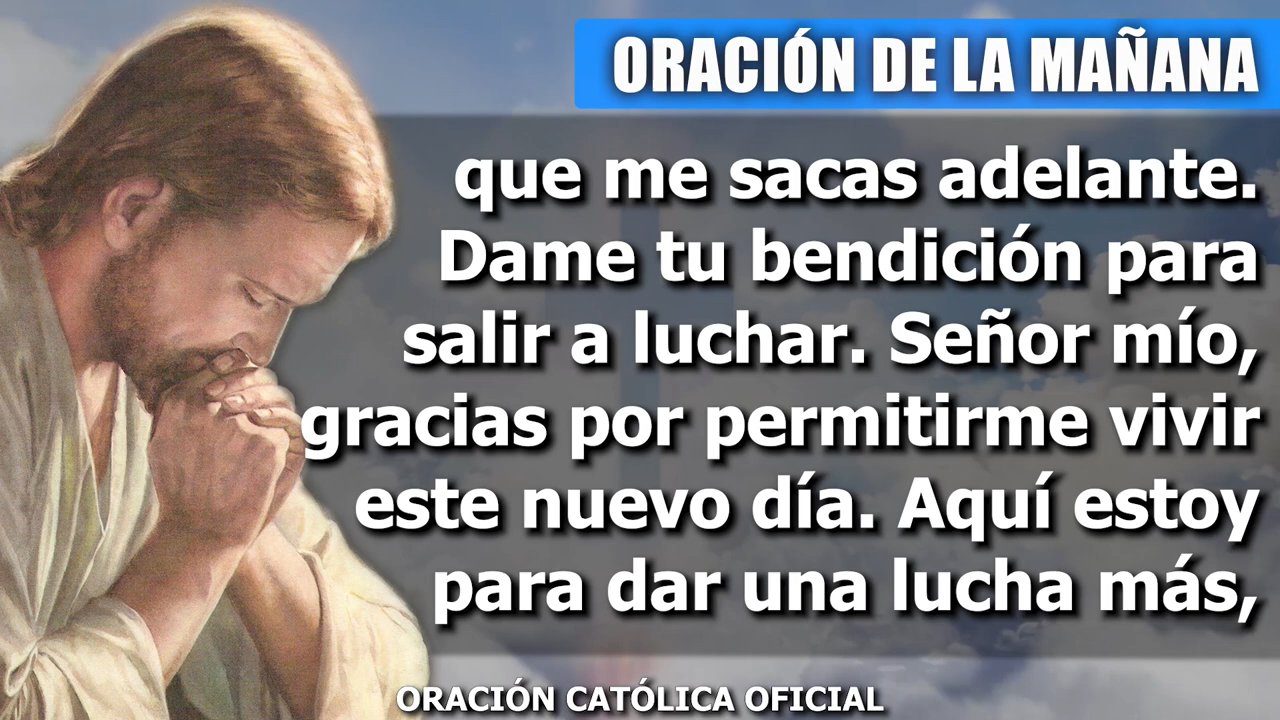 ORACIÓN DE LA MAÑANA
que me sacas adelante.
Dame tu bendición para
salir a luchar. Señor mío,
gracias por permitirme vivir
este nuevo día. Aquí estoy
para dar una lucha más,
ORACIÓN CATÓLICA OFICIAL